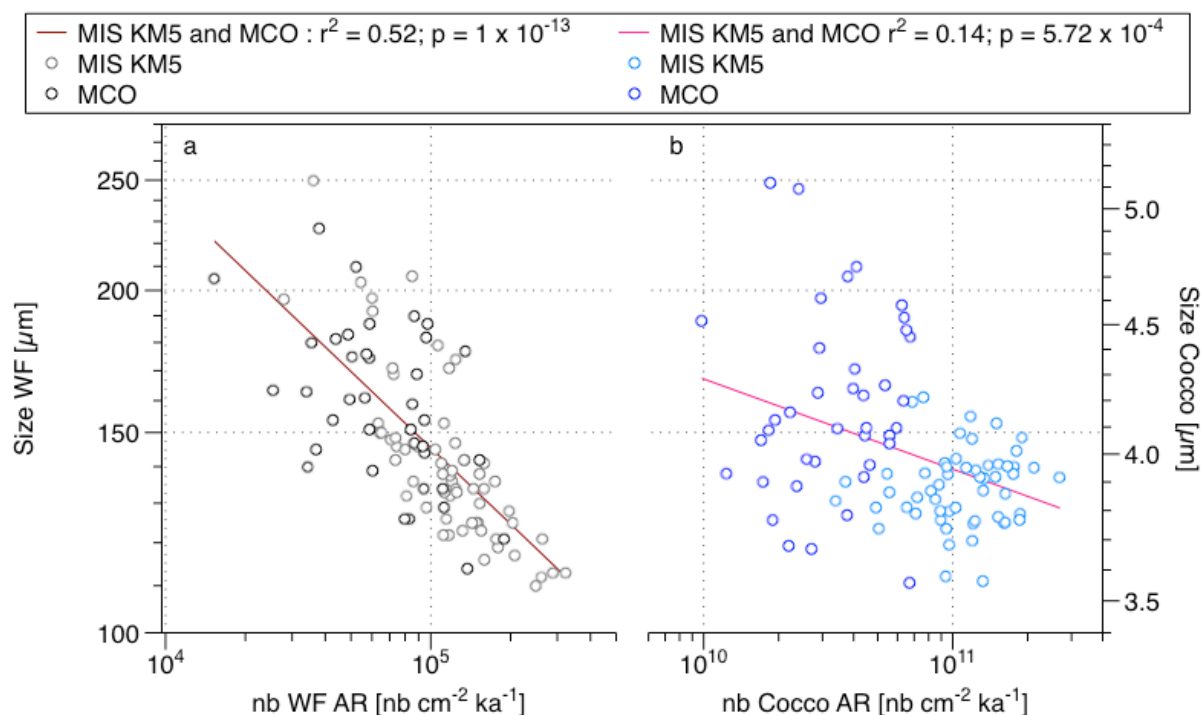 MIS KM5 and MCO : r² = 0.52; p = 1 x 10⁻¹³
MIS KM5
MCO
MIS KM5 and MCO r² = 0.14; p = 5.72 x 10⁻⁴
MIS KM5
MCO
a
b
250
200
150
100
Size WF [µm]
10⁴
10⁵
nb WF AR [nb cm⁻² ka⁻¹]
10¹⁰
10¹¹
nb Cocco AR [nb cm⁻² ka⁻¹]
5.0
4.5
4.0
3.5
Size Cocco [µm]